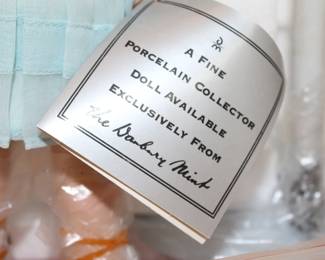 A FINE
PORCELAIN COLLECTOR
DOLL AVAILABLE
EXCLUSIVELY FROM
The Danbury Mint